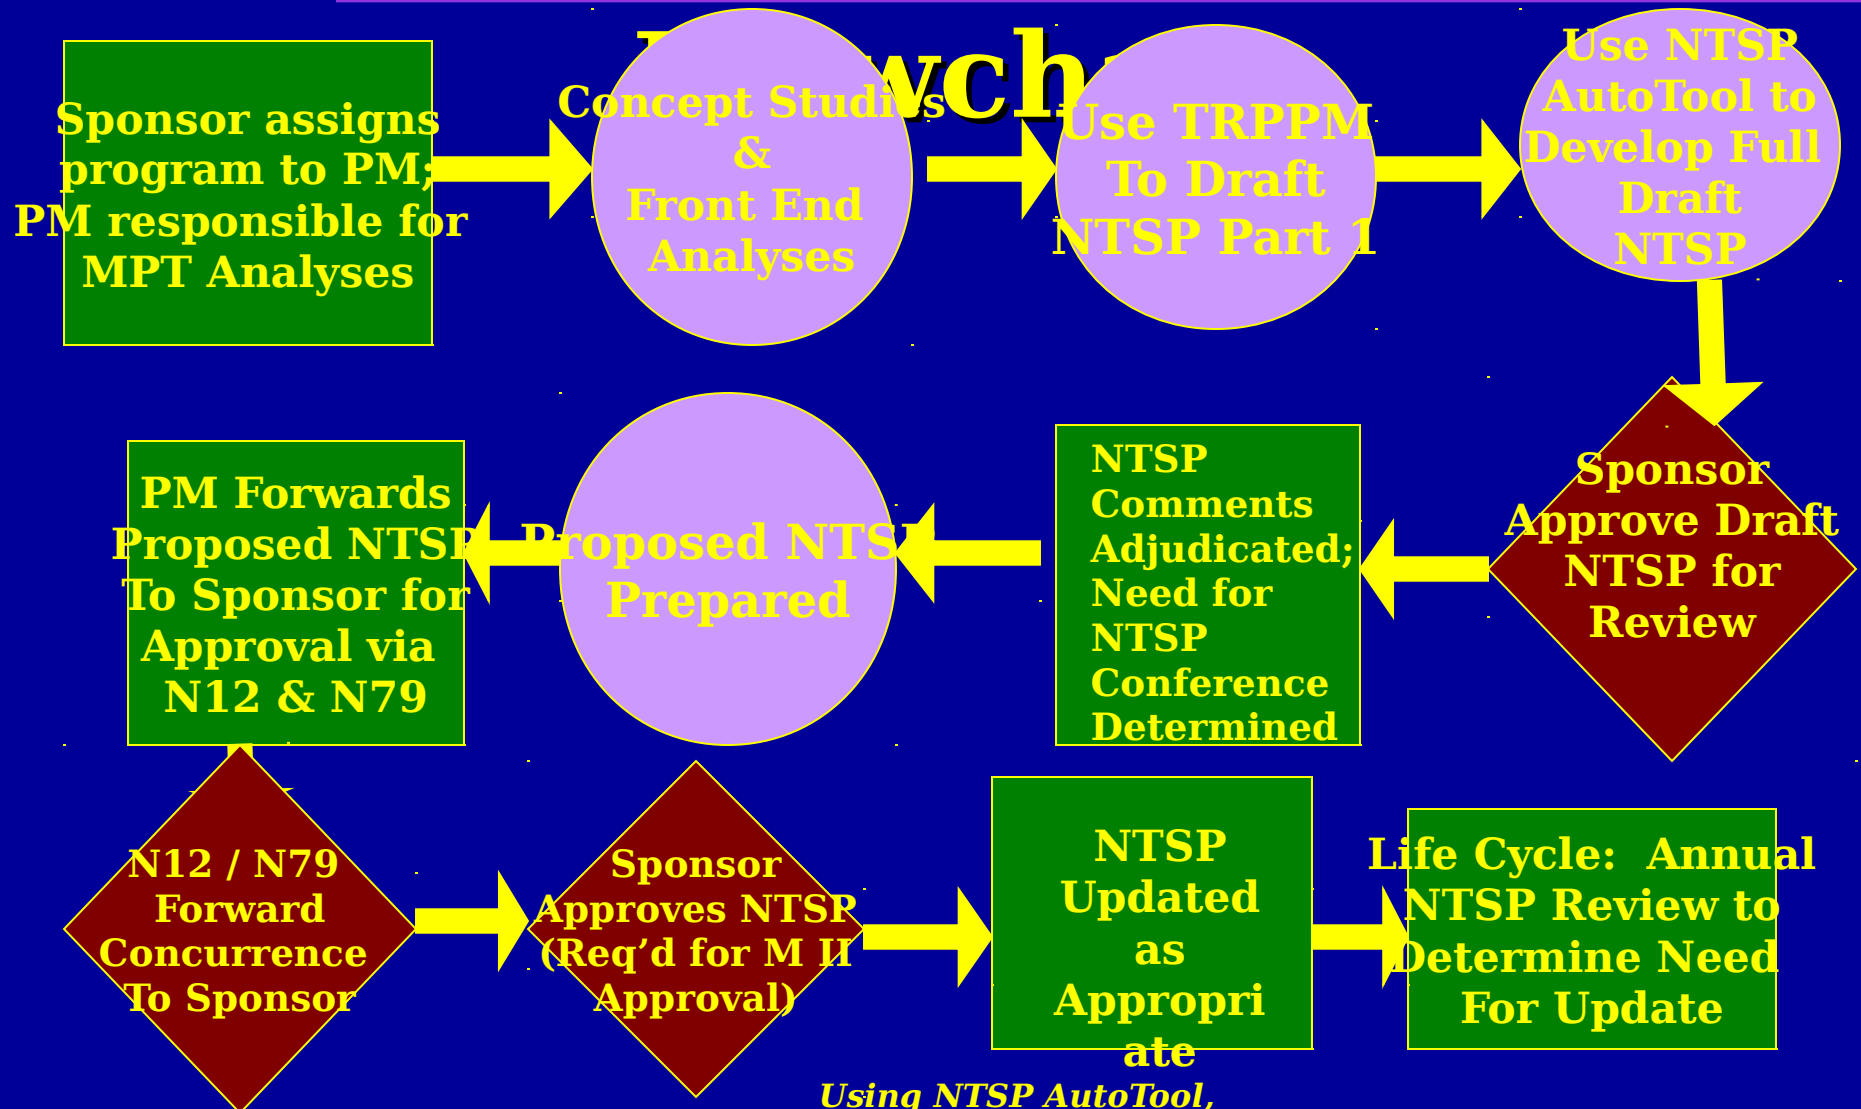 Sponsor assigns
program to PM;
PM responsible for
MPT Analyses
Concept Studies
&
Front End
Analyses
Use TRPPM
To Draft
NTSP Part 1
Use NTSP
AutoTool to
Develop Full
Draft
NTSP
Sponsor
Approve Draft
NTSP for
Review
NTSP
Comments
Adjudicated;
Need for
NTSP
Conference
Determined
Proposed NTSP
Prepared
PM Forwards
Proposed NTSP
To Sponsor for
Approval via
N12 & N79
N12 / N79
Forward
Concurrence
To Sponsor
Sponsor
Approves NTSP
(Req’d for M II
Approval)
NTSP
Updated
as
Appropri
ate
Life Cycle:  Annual
NTSP Review to
Determine Need
For Update
Using NTSP AutoTool,